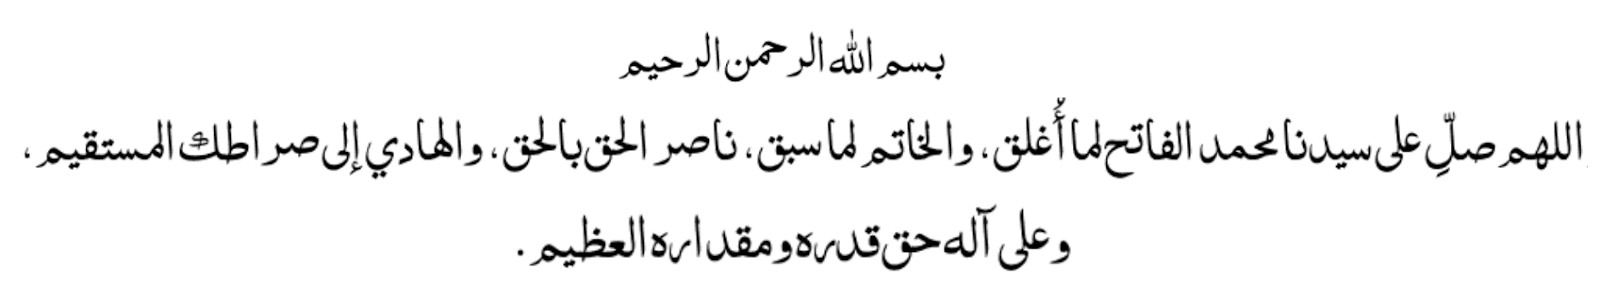 بسم الله الرحمن الرحيم
اللهم صلِّ على سيدنا محمد الفاتح لما أُغلق، والخاتم لما سبق، ناصر الحق بالحق، والهادي إلى صراطك المستقيم،
وعلى آله حق قدره ومقداره العظيم.